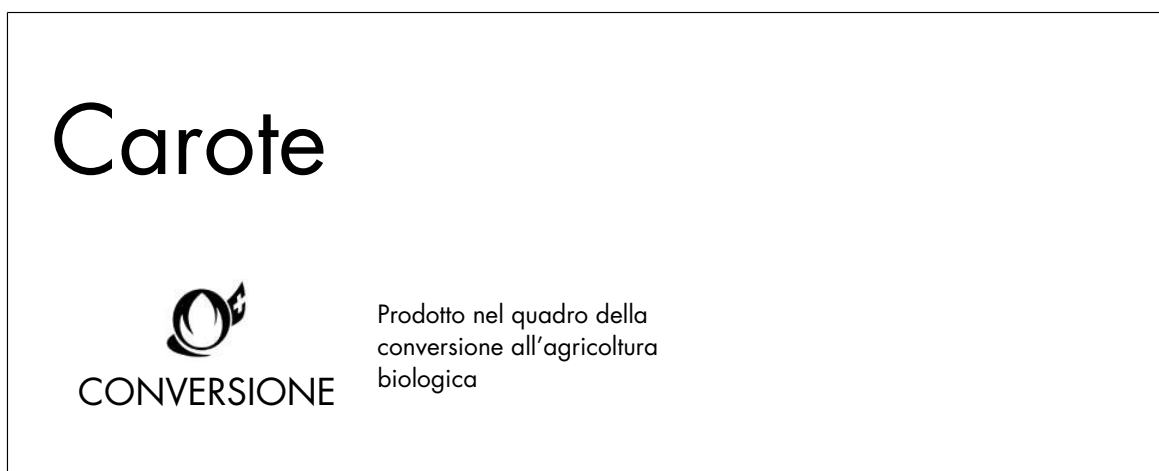 Carote
CONVERSIONE
Prodotto nel quadro della
conversione all’agricoltura
biologica